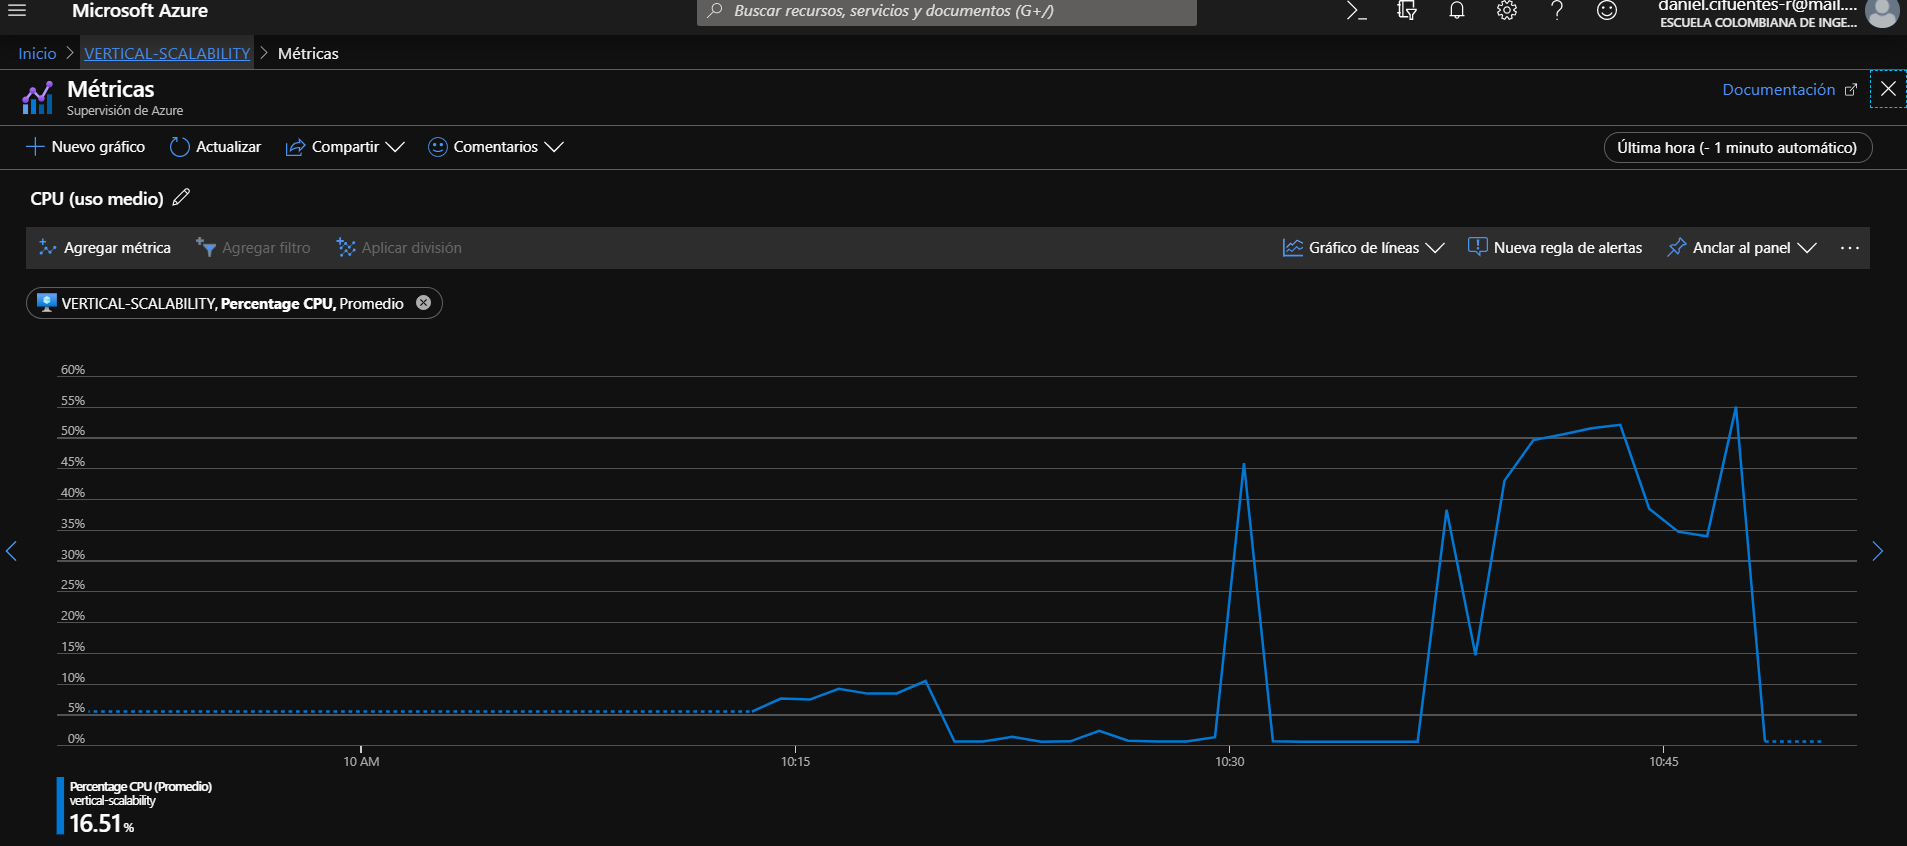 Microsoft Azure
Buscar recursos, servicios y documentos (G+/)
daniel.cifuentes-r@mail....
ESCUELA COLOMBIANA DE INGE...
Inicio > VERTICAL-SCALABILITY > Métricas
Métricas
Supervisión de Azure
Documentación
Nuevo gráfico
Actualizar
Compartir
Comentarios
Última hora (- 1 minuto automático)
CPU (uso medio)
Agregar métrica
Agregar filtro
Aplicar división
Gráfico de líneas
Nueva regla de alertas
Anclar al panel
VERTICAL-SCALABILITY, Percentage CPU, Promedio
60%
55%
50%
45%
40%
35%
30%
25%
20%
15%
10%
5%
0%
10 AM
10:15
10:30
10:45
Percentage CPU (Promedio)
vertical-scalability
16.51 %